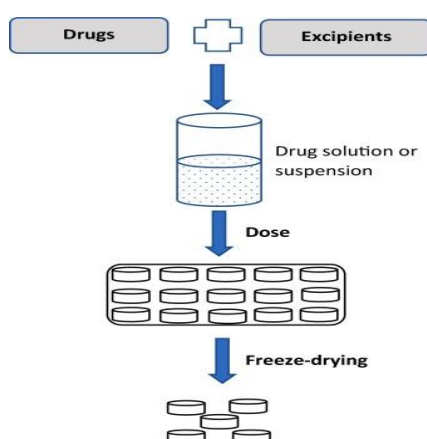 Drugs
Excipients
Drug solution or
suspension
Dose
Freeze-drying